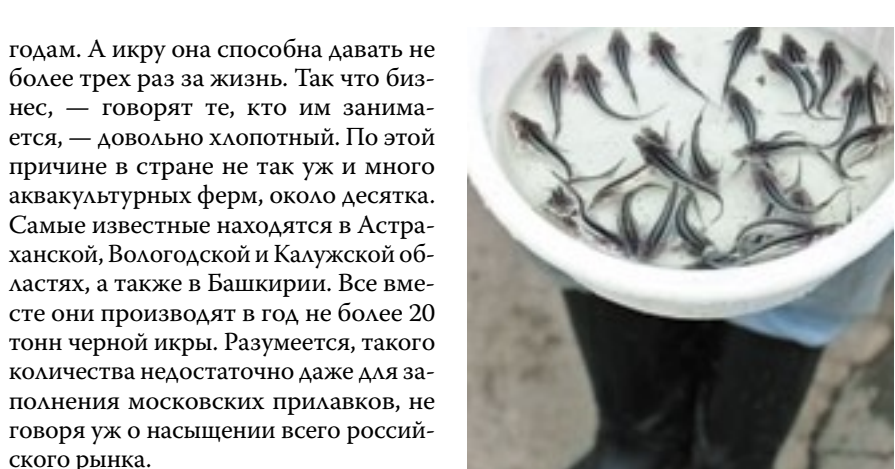 годам. А икру она способна давать не
более трех раз за жизнь. Так что биз-
нес, — говорят те, кто им занима-
ется, — довольно хлопотный. По этой
причине в стране не так уж и много
аквакультурных ферм, около десятка.
Самые известные находятся в Астра-
ханской, Вологодской и Калужской об-
ластях, а также в Башкирии. Все вме-
сте они производят в год не более 20
тонн черной икры. Разумеется, такого
количества недостаточно даже для за-
полнения московских прилавков, не
говоря уж о насыщении всего россий-
ского рынка.